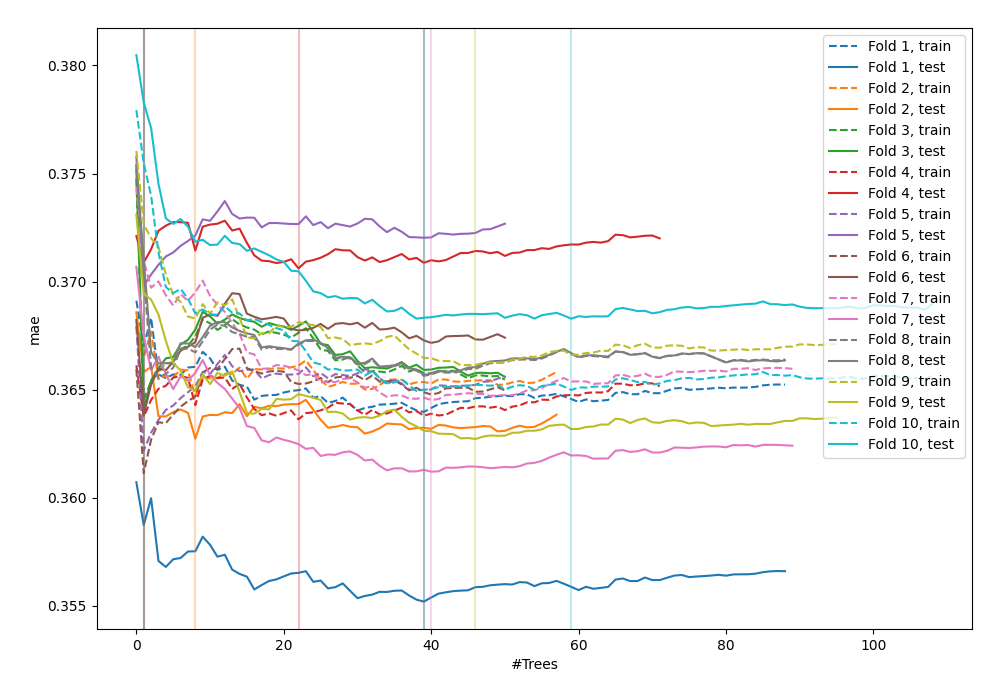 0.380
0.375
0.370
0.365
0.360
0.355
mae
0
20
40
60
80
100
#Trees
Fold 1, train
Fold 1, test
Fold 2, train
Fold 2, test
Fold 3, train
Fold 3, test
Fold 4, train
Fold 4, test
Fold 5, train
Fold 5, test
Fold 6, train
Fold 6, test
Fold 7, train
Fold 7, test
Fold 8, train
Fold 8, test
Fold 9, train
Fold 9, test
Fold 10, train
Fold 10, test